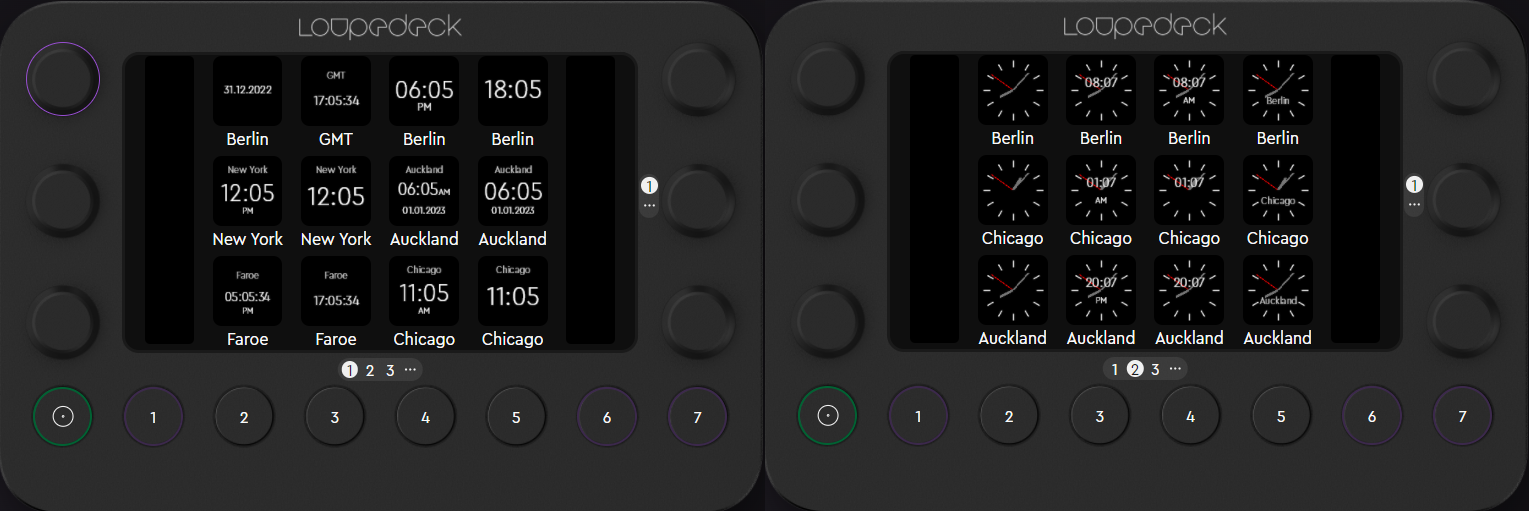 Loupedeck
31.12.2022
Berlin
GMT
17:05:34
GMT
06:05
PM
Berlin
18:05
Berlin
New York
12:05
PM
New York
New York
12:05
New York
Auckland
06:05AM
01.01.2023
Auckland
Auckland
06:05
01.01.2023
Auckland
Faroe
05:05:34
PM
Faroe
Faroe
17:05:34
Faroe
Chicago
11:05
AM
Chicago
Chicago
11:05
Chicago
1
...
1 2 3 ...
1 2 3 4 5 6 7
Loupedeck
Berlin
08:07
Berlin
08:07
AM
Berlin
Berlin
Berlin
Chicago
01:07
AM
Chicago
01:07
Chicago
Chicago
Chicago
Auckland
20:07
PM
Auckland
20:07
Auckland
Auckland
Auckland
1
...
1 2 3 ...
1 2 3 4 5 6 7